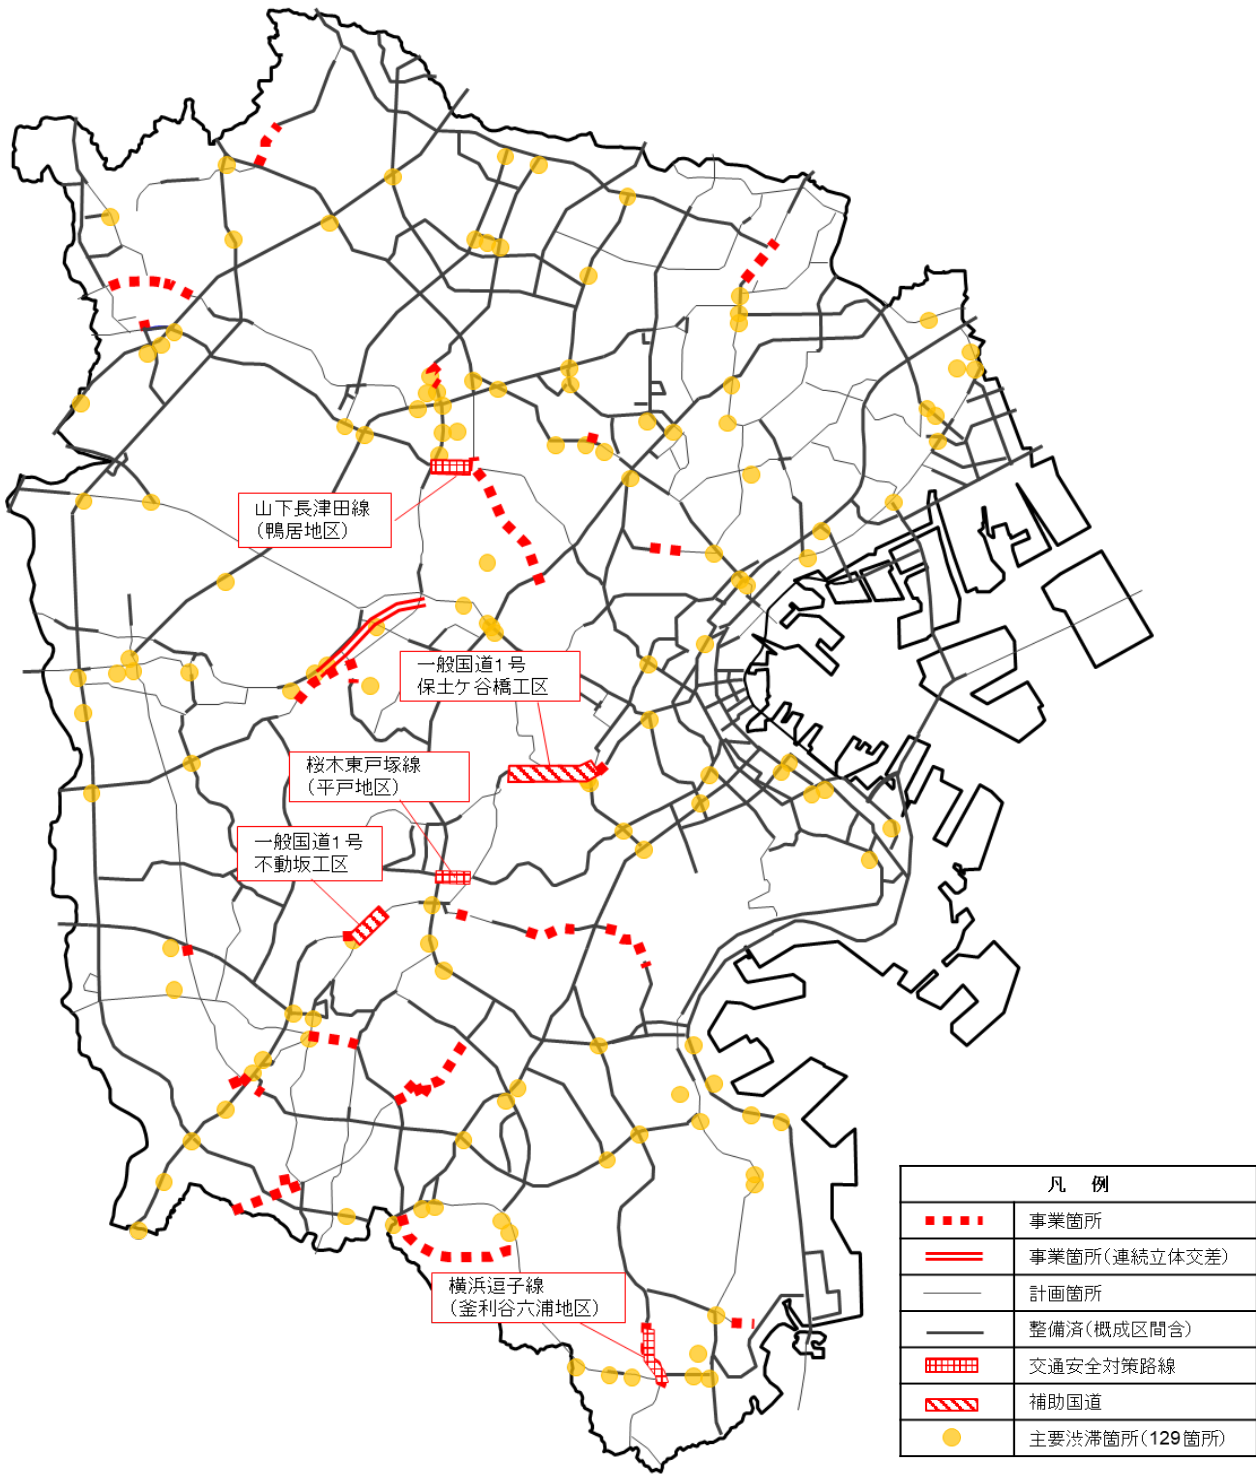 山下長津田線
(鴨居地区)
一般国道1号
保土ケ谷橋工区
桜木東戸塚線
(平戸地区)
一般国道1号
不動坂工区
横浜逗子線
(釜利谷六浦地区)
凡 例
事業箇所
事業箇所(連続立体交差)
計画箇所
整備済(概成区間含)
交通安全対策路線
補助国道
主要渋滞箇所(129箇所)